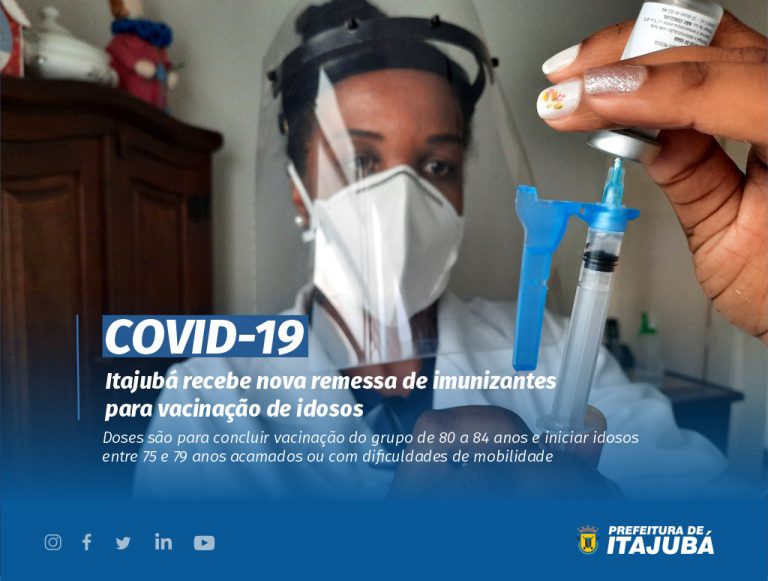 COVID-19
Itajubá recebe nova remessa de imunizantes
para vacinação de idosos
Doses são para concluir vacinação do grupo de 80 a 84 anos e iniciar idosos
entre 75 e 79 anos acamados ou com dificuldades de mobilidade
PREFEITURA DE
ITAJUBÁ